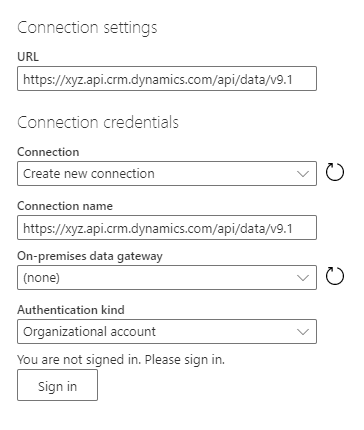 Connection settings
URL
https://xyz.api.crm.dynamics.com/api/data/v9.1
Connection credentials
Connection
Create new connection
Connection name
https://xyz.api.crm.dynamics.com/api/data/v9.1
On-premises data gateway
(none)
Authentication kind
Organizational account
You are not signed in. Please sign in.
Sign in